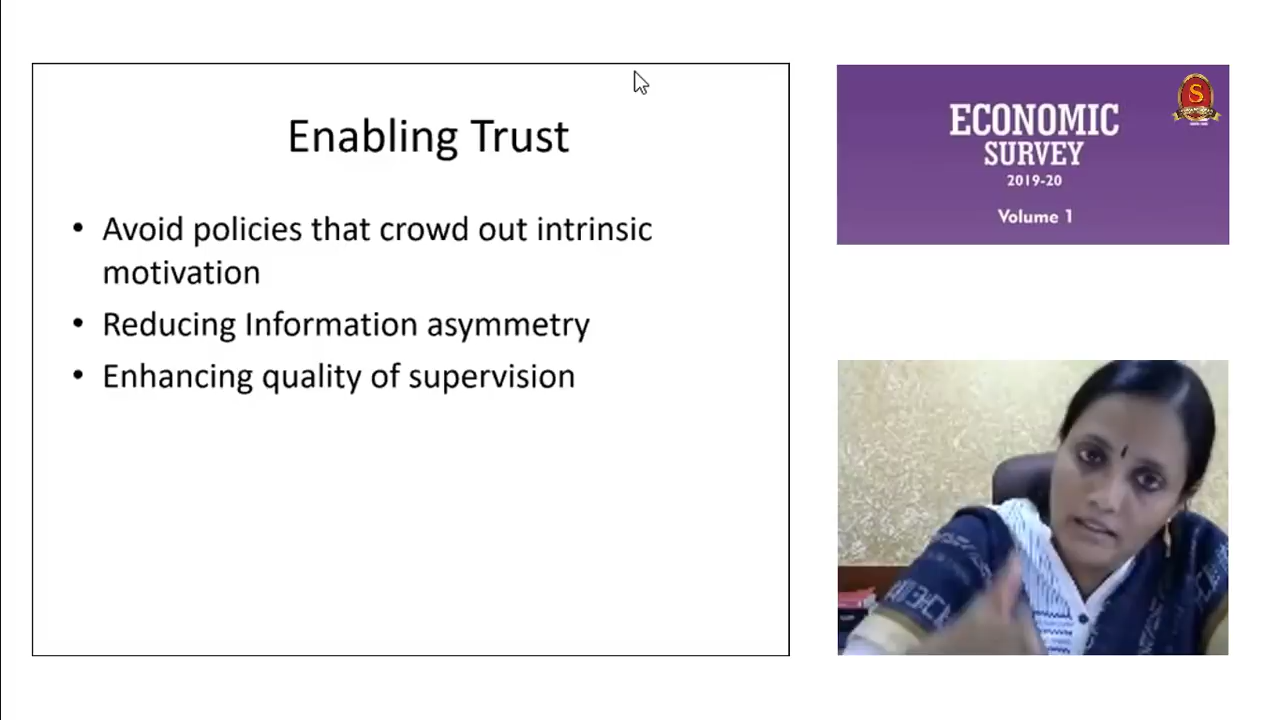 Enabling Trust
• Avoid policies that crowd out intrinsic
motivation
• Reducing Information asymmetry
• Enhancing quality of supervision
ECONOMIC
SURVEY
2019-20
Volume 1
S